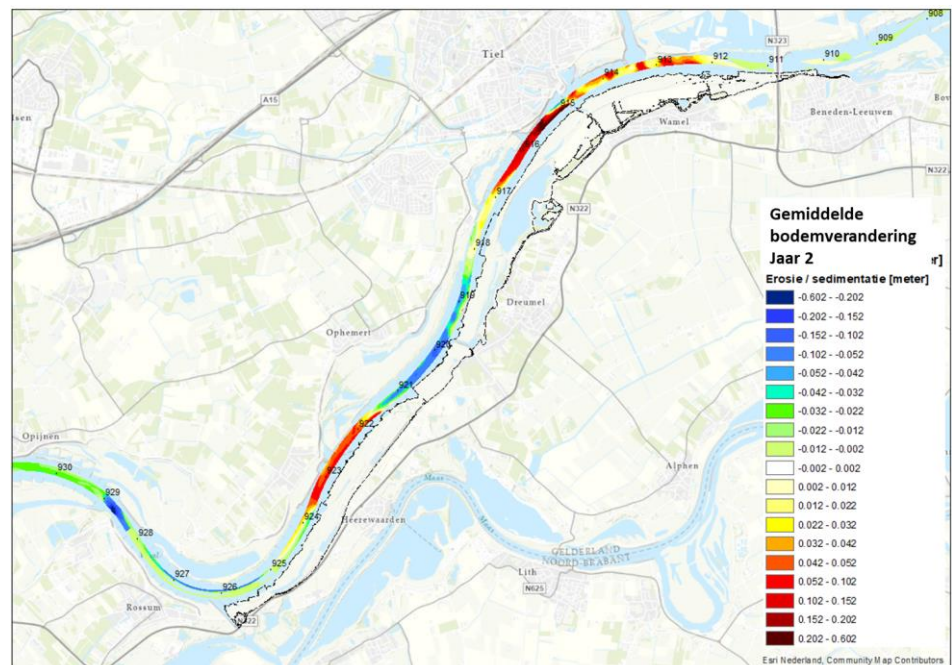 908
N323
909
Tiel
913
912
910
914
911
A15
915
Wamel
Beneden-Leeuwen
916
N322
917
N322
Gemiddelde
bodemverandering
Jaar 2
Erosie / sedimentatie [meter]
-0.602 - -0.202
-0.202 - -0.152
-0.152 - -0.102
-0.102 - -0.052
-0.052 - -0.042
-0.042 - -0.032
-0.032 - -0.022
-0.022 - -0.012
-0.012 - -0.002
-0.002 - 0.002
0.002 - 0.012
0.012 - 0.022
0.022 - 0.032
0.032 - 0.042
0.042 - 0.052
0.052 - 0.102
0.102 - 0.152
0.152 - 0.202
0.202 - 0.602
918
919
Dreumel
Ophemert
920
921
922
Opijnen
930
923
Alphen
929
Maas
924
Heerewaarden
928
Maas
GELDERLAND
NOORD-BRABANT
925
Lith
927
926
N625
Rossum
Esri Nederland, Community Map Contributors